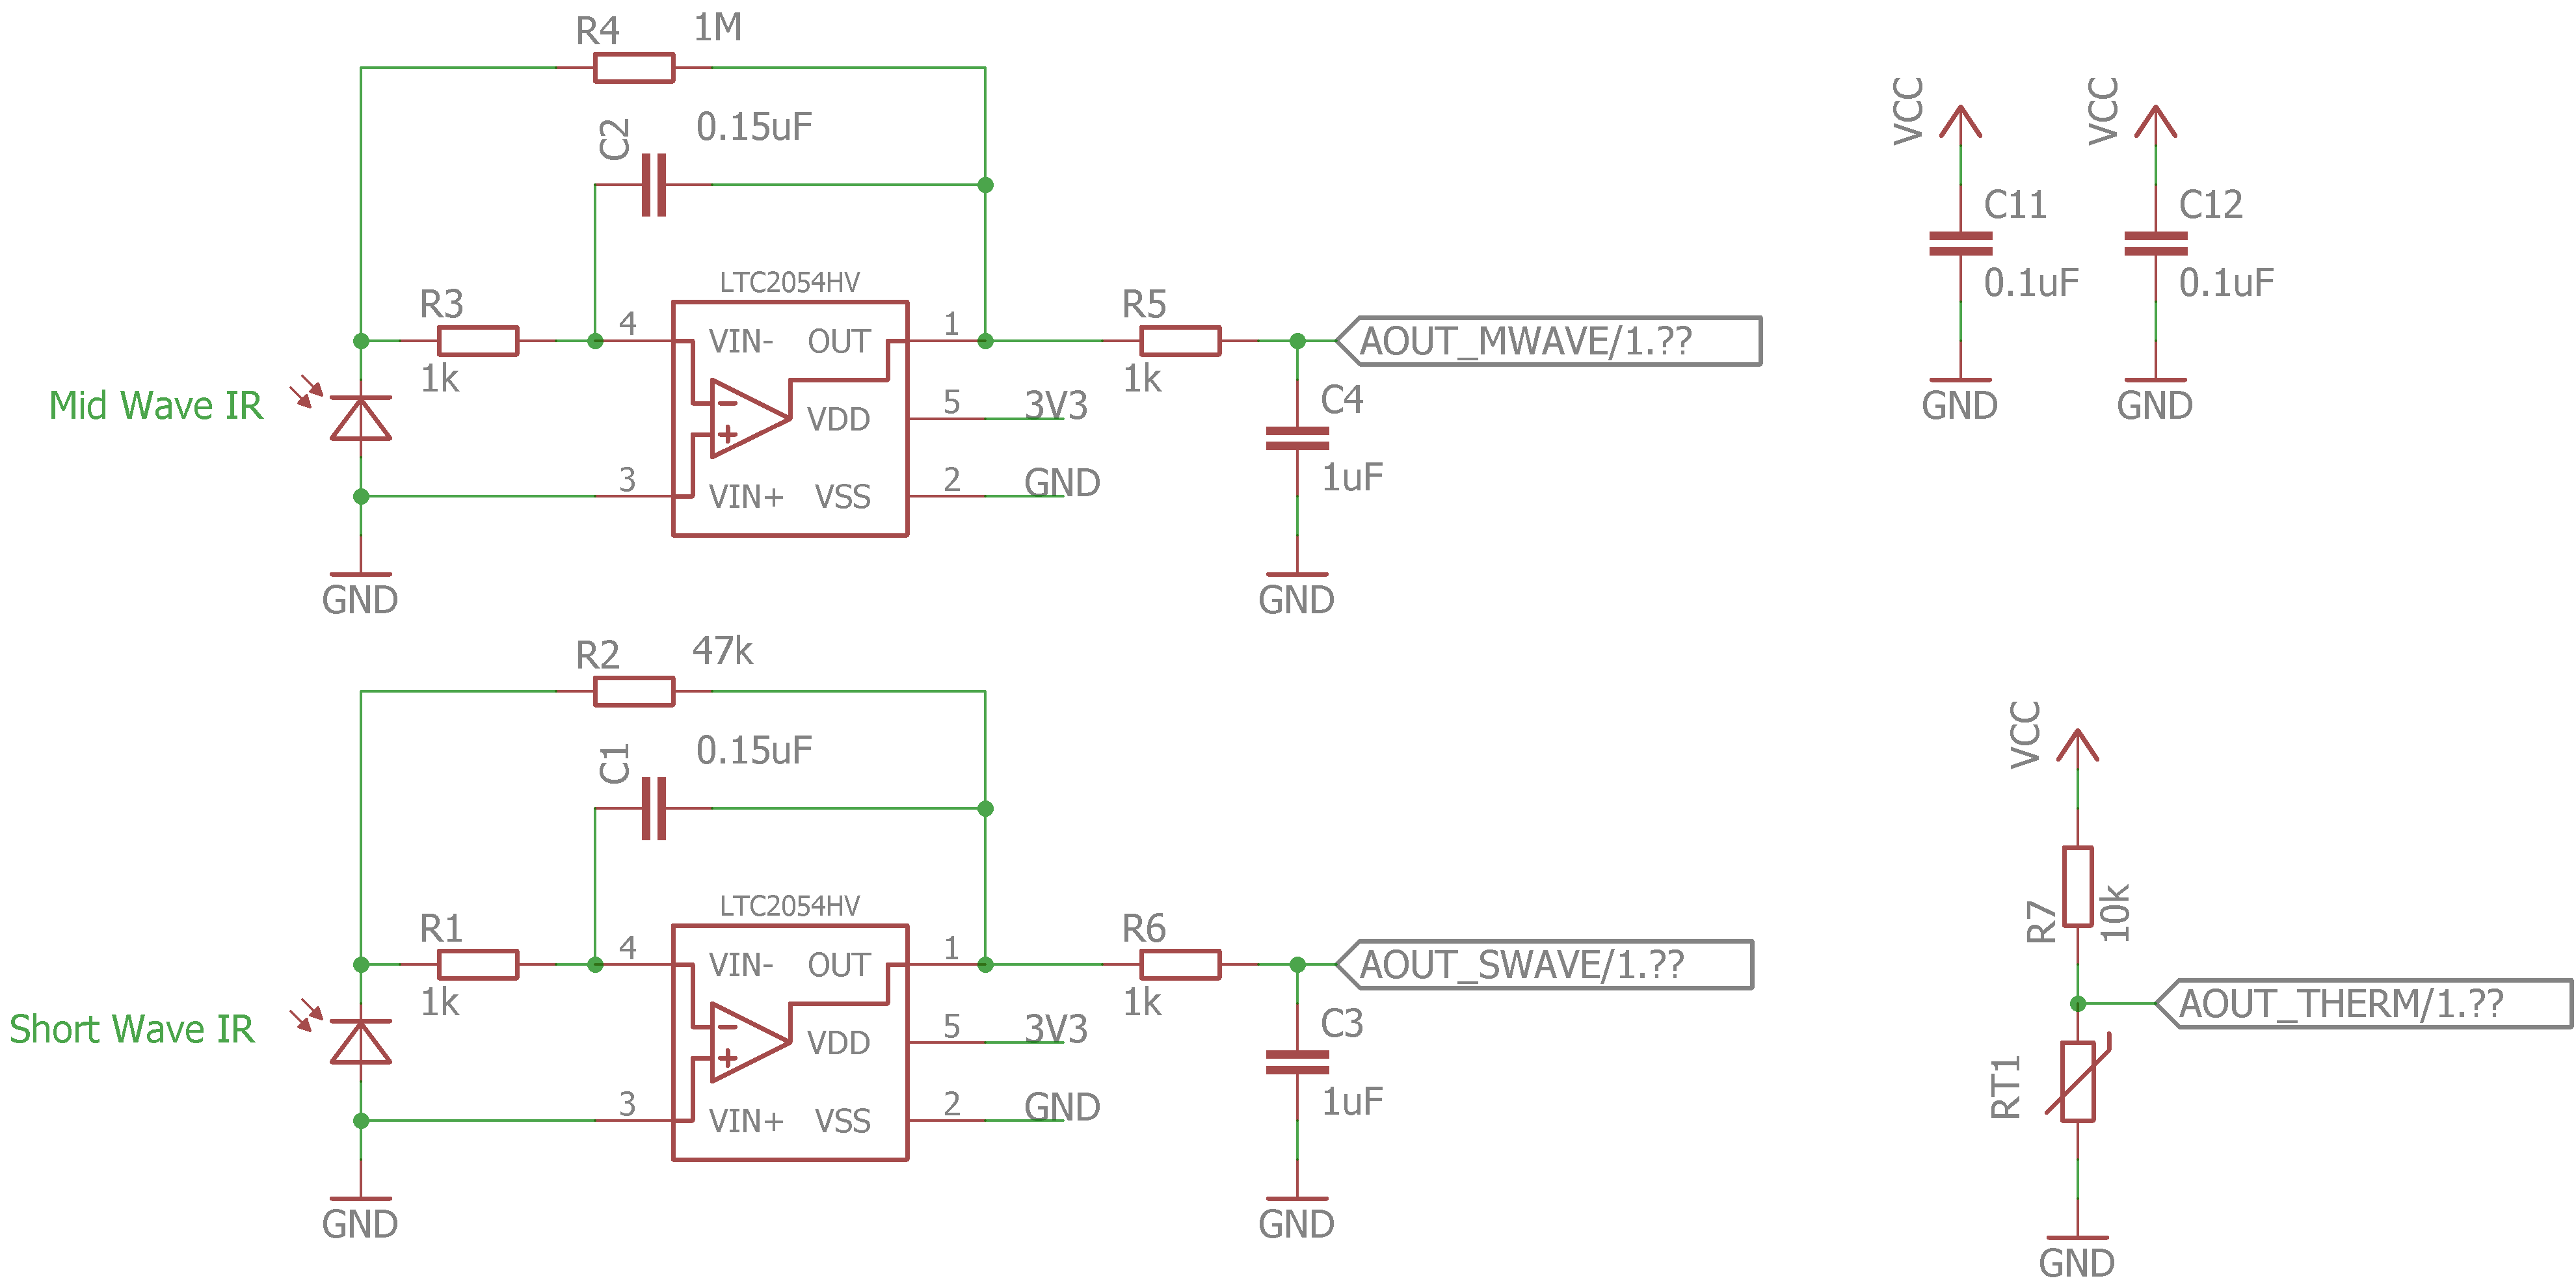 R4 1M
C2 0.15uF
LTC2054HV
R3
1k
4 VIN- OUT 1
VDD 5 3V3
3 VIN+ VSS 2 GND
Mid Wave IR
GND
R5
1k
AOUT_MWAVE/1.??
C4
1uF
GND
VCC
C11
0.1uF
GND
VCC
C12
0.1uF
GND
R2 47k
C1 0.15uF
LTC2054HV
R1
1k
4 VIN- OUT 1
VDD 5 3V3
3 VIN+ VSS 2 GND
Short Wave IR
GND
R6
1k
AOUT_SWAVE/1.??
C3
1uF
GND
VCC
R7
10k
AOUT_THERM/1.??
RT1
GND